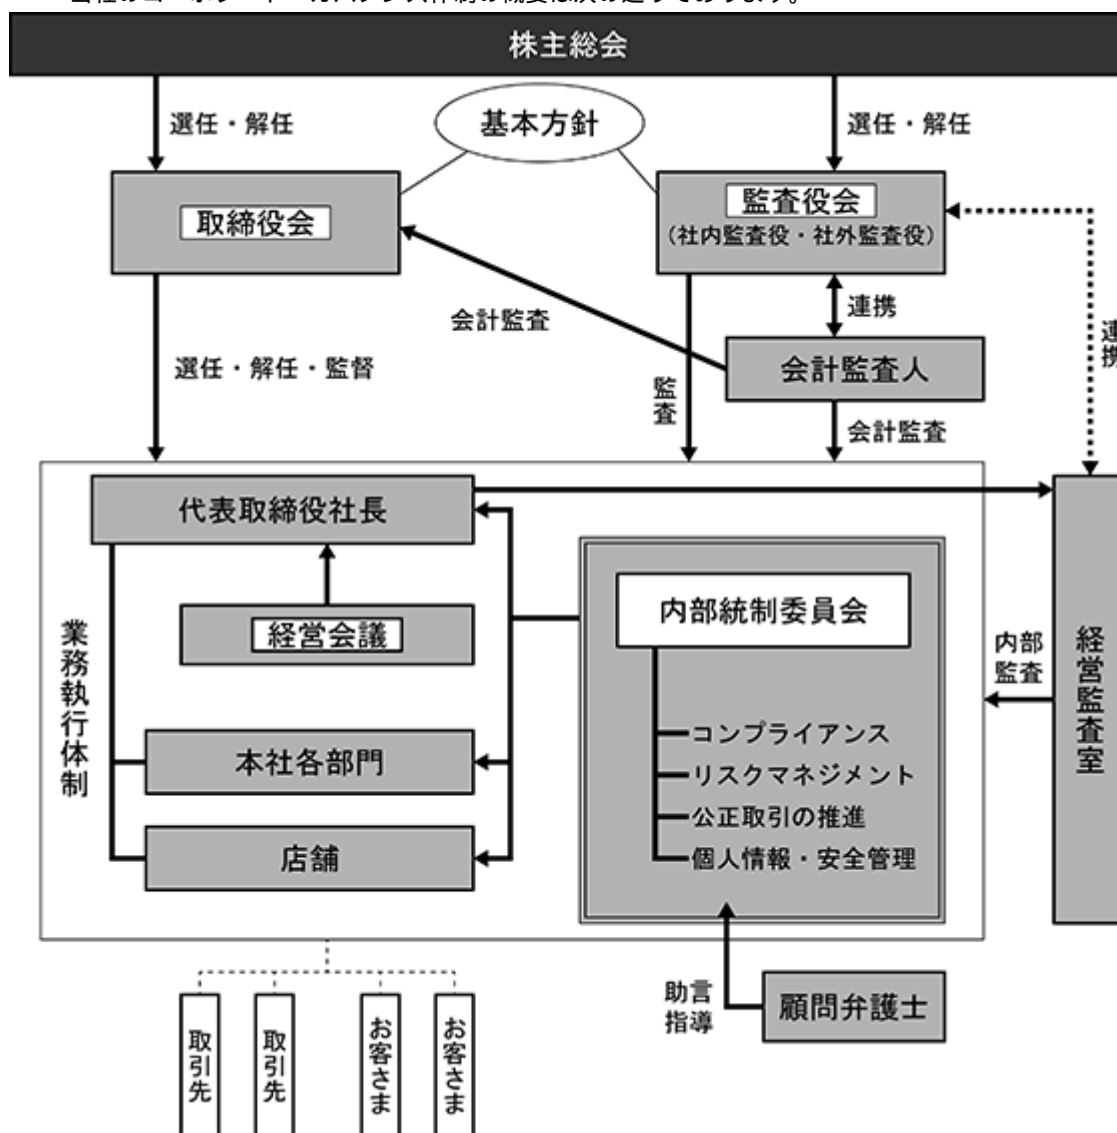 株主総会
選任・解任
基本方針
選任・解任
取締役会
監査役会
(社内監査役・社外監査役)
会計監査
連携
連携
選任・解任・監督
会計監査人
監査
会計監査
代表取締役社長
内部統制委員会
経営会議
業務執行体制
内部
監査
経営監査室
コンプライアンス
本社各部門
リスクマネジメント
公正取引の推進
店舗
個人情報・安全管理
助言
指導
顧問弁護士
取引先
取引先
お客さま
お客さま